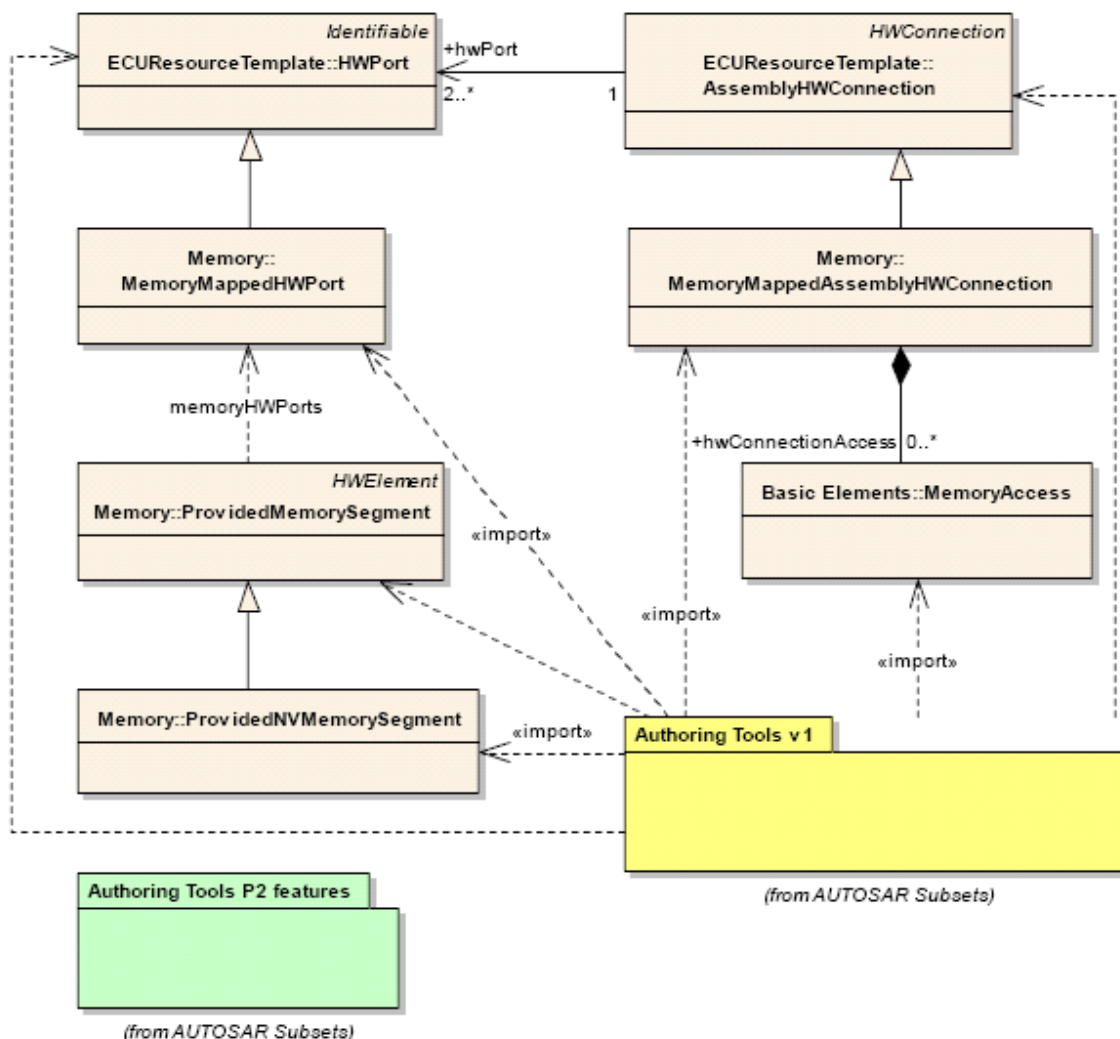 Identifiable
ECUResourceTemplate::HWPort
+hwPort
2..*
1
HWConnection
ECUResourceTemplate::
AssemblyHWConnection
Memory::
MemoryMappedHWPort
Memory::
MemoryMappedAssemblyHWConnection
memoryHWPorts
+hwConnectionAccess 0..*
HWElement
Memory::ProvidedMemorySegment
Basic Elements::MemoryAccess
«import»
«import»
«import»
Memory::ProvidedNVMemorySegment
«import»
Authoring Tools v1
(from AUTOSAR Subsets)
Authoring Tools P2 features
(from AUTOSAR Subsets)